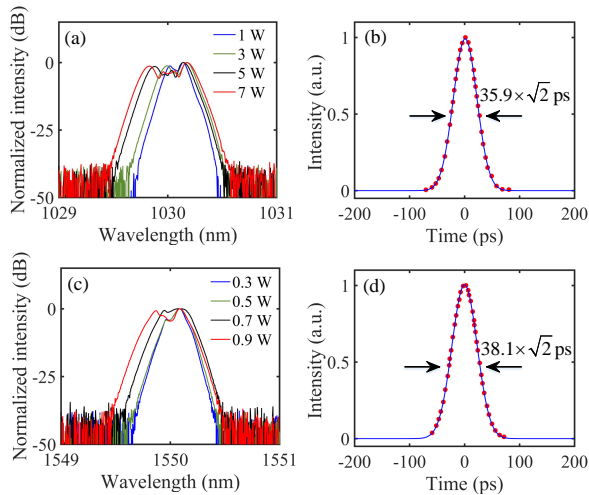 (a)
1 W
3 W
5 W
7 W
Normalized intensity (dB)
0
-25
-50
1029
1030
1031
Wavelength (nm)
(b)
35.9×√2 ps
Intensity (a.u.)
1
0.5
0
-200
-100
0
100
200
Time (ps)
(c)
0.3 W
0.5 W
0.7 W
0.9 W
Normalized intensity (dB)
0
-25
-50
1549
1550
1551
Wavelength (nm)
(d)
38.1×√2 ps
Intensity (a.u.)
1
0.5
0
-200
-100
0
100
200
Time (ps)